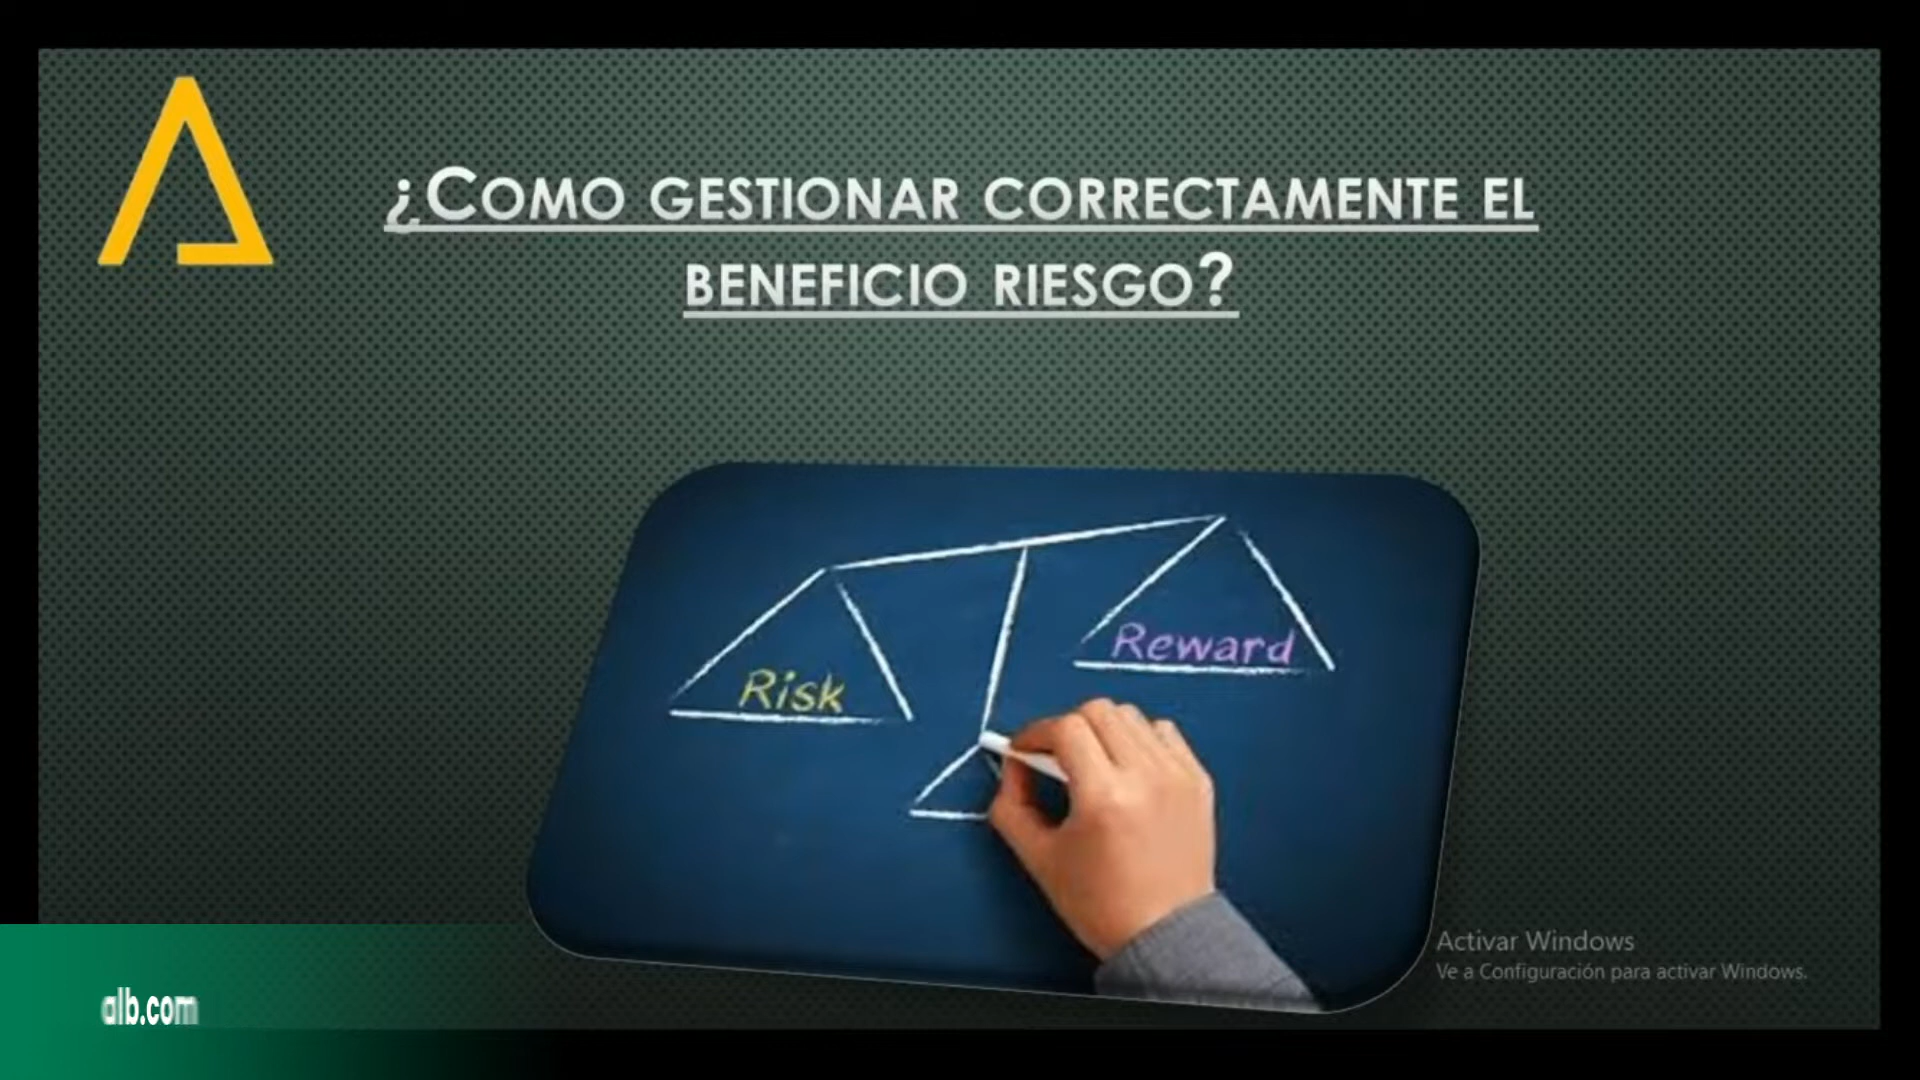 ¿COMO GESTIONAR CORRECTAMENTE EL
BENEFICIO RIESGO?
Reward
Risk
Activar Windows
Ve a Configuración para activar Windows.
alb.com